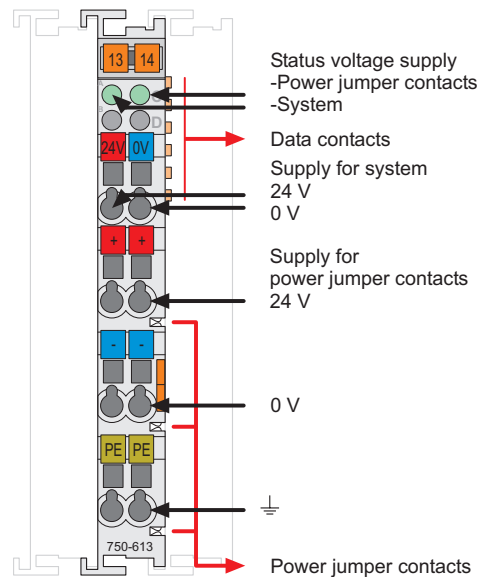 13 14
Status voltage supply
-Power jumper contacts
-System
A C
B D
Data contacts
24V 0V
Supply for system
24 V
0 V
+ +
Supply for
power jumper contacts
24 V
- -
0 V
PE PE
750-613
Power jumper contacts